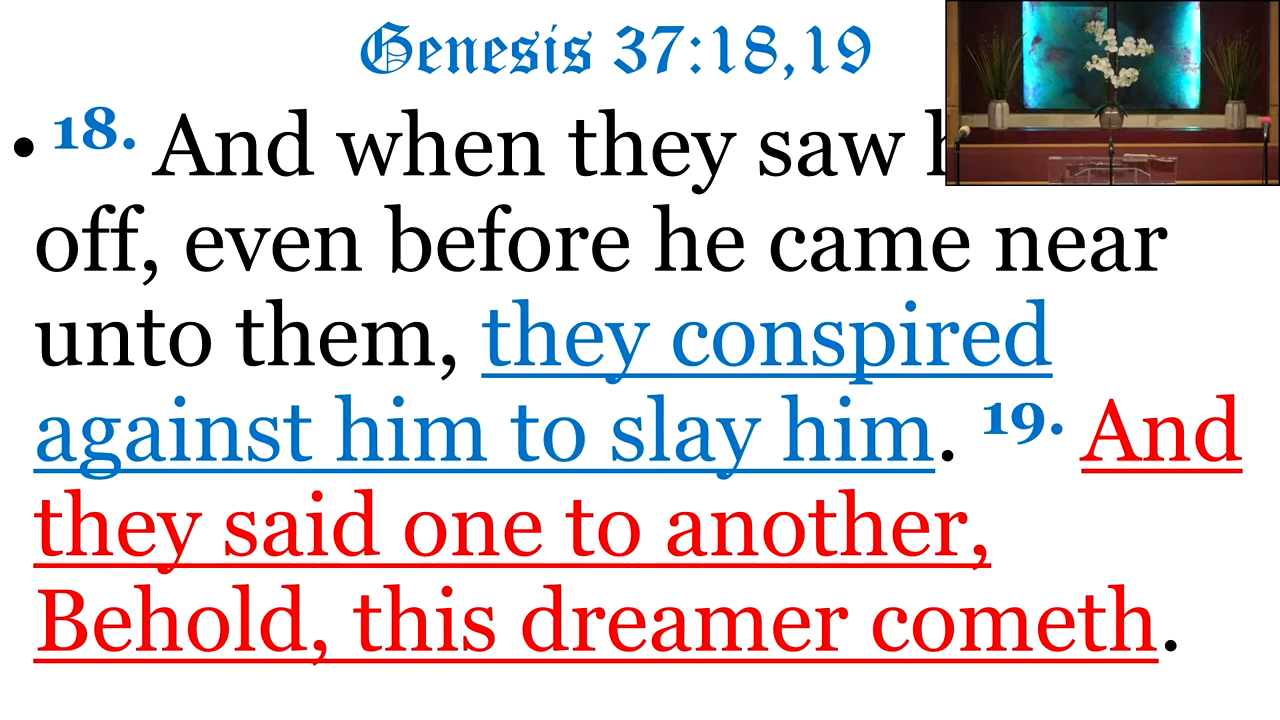 Genesis 37:18,19
• 18. And when they saw
off, even before he came near
unto them, they conspired
against him to slay him. 19. And
they said one to another,
Behold, this dreamer cometh.